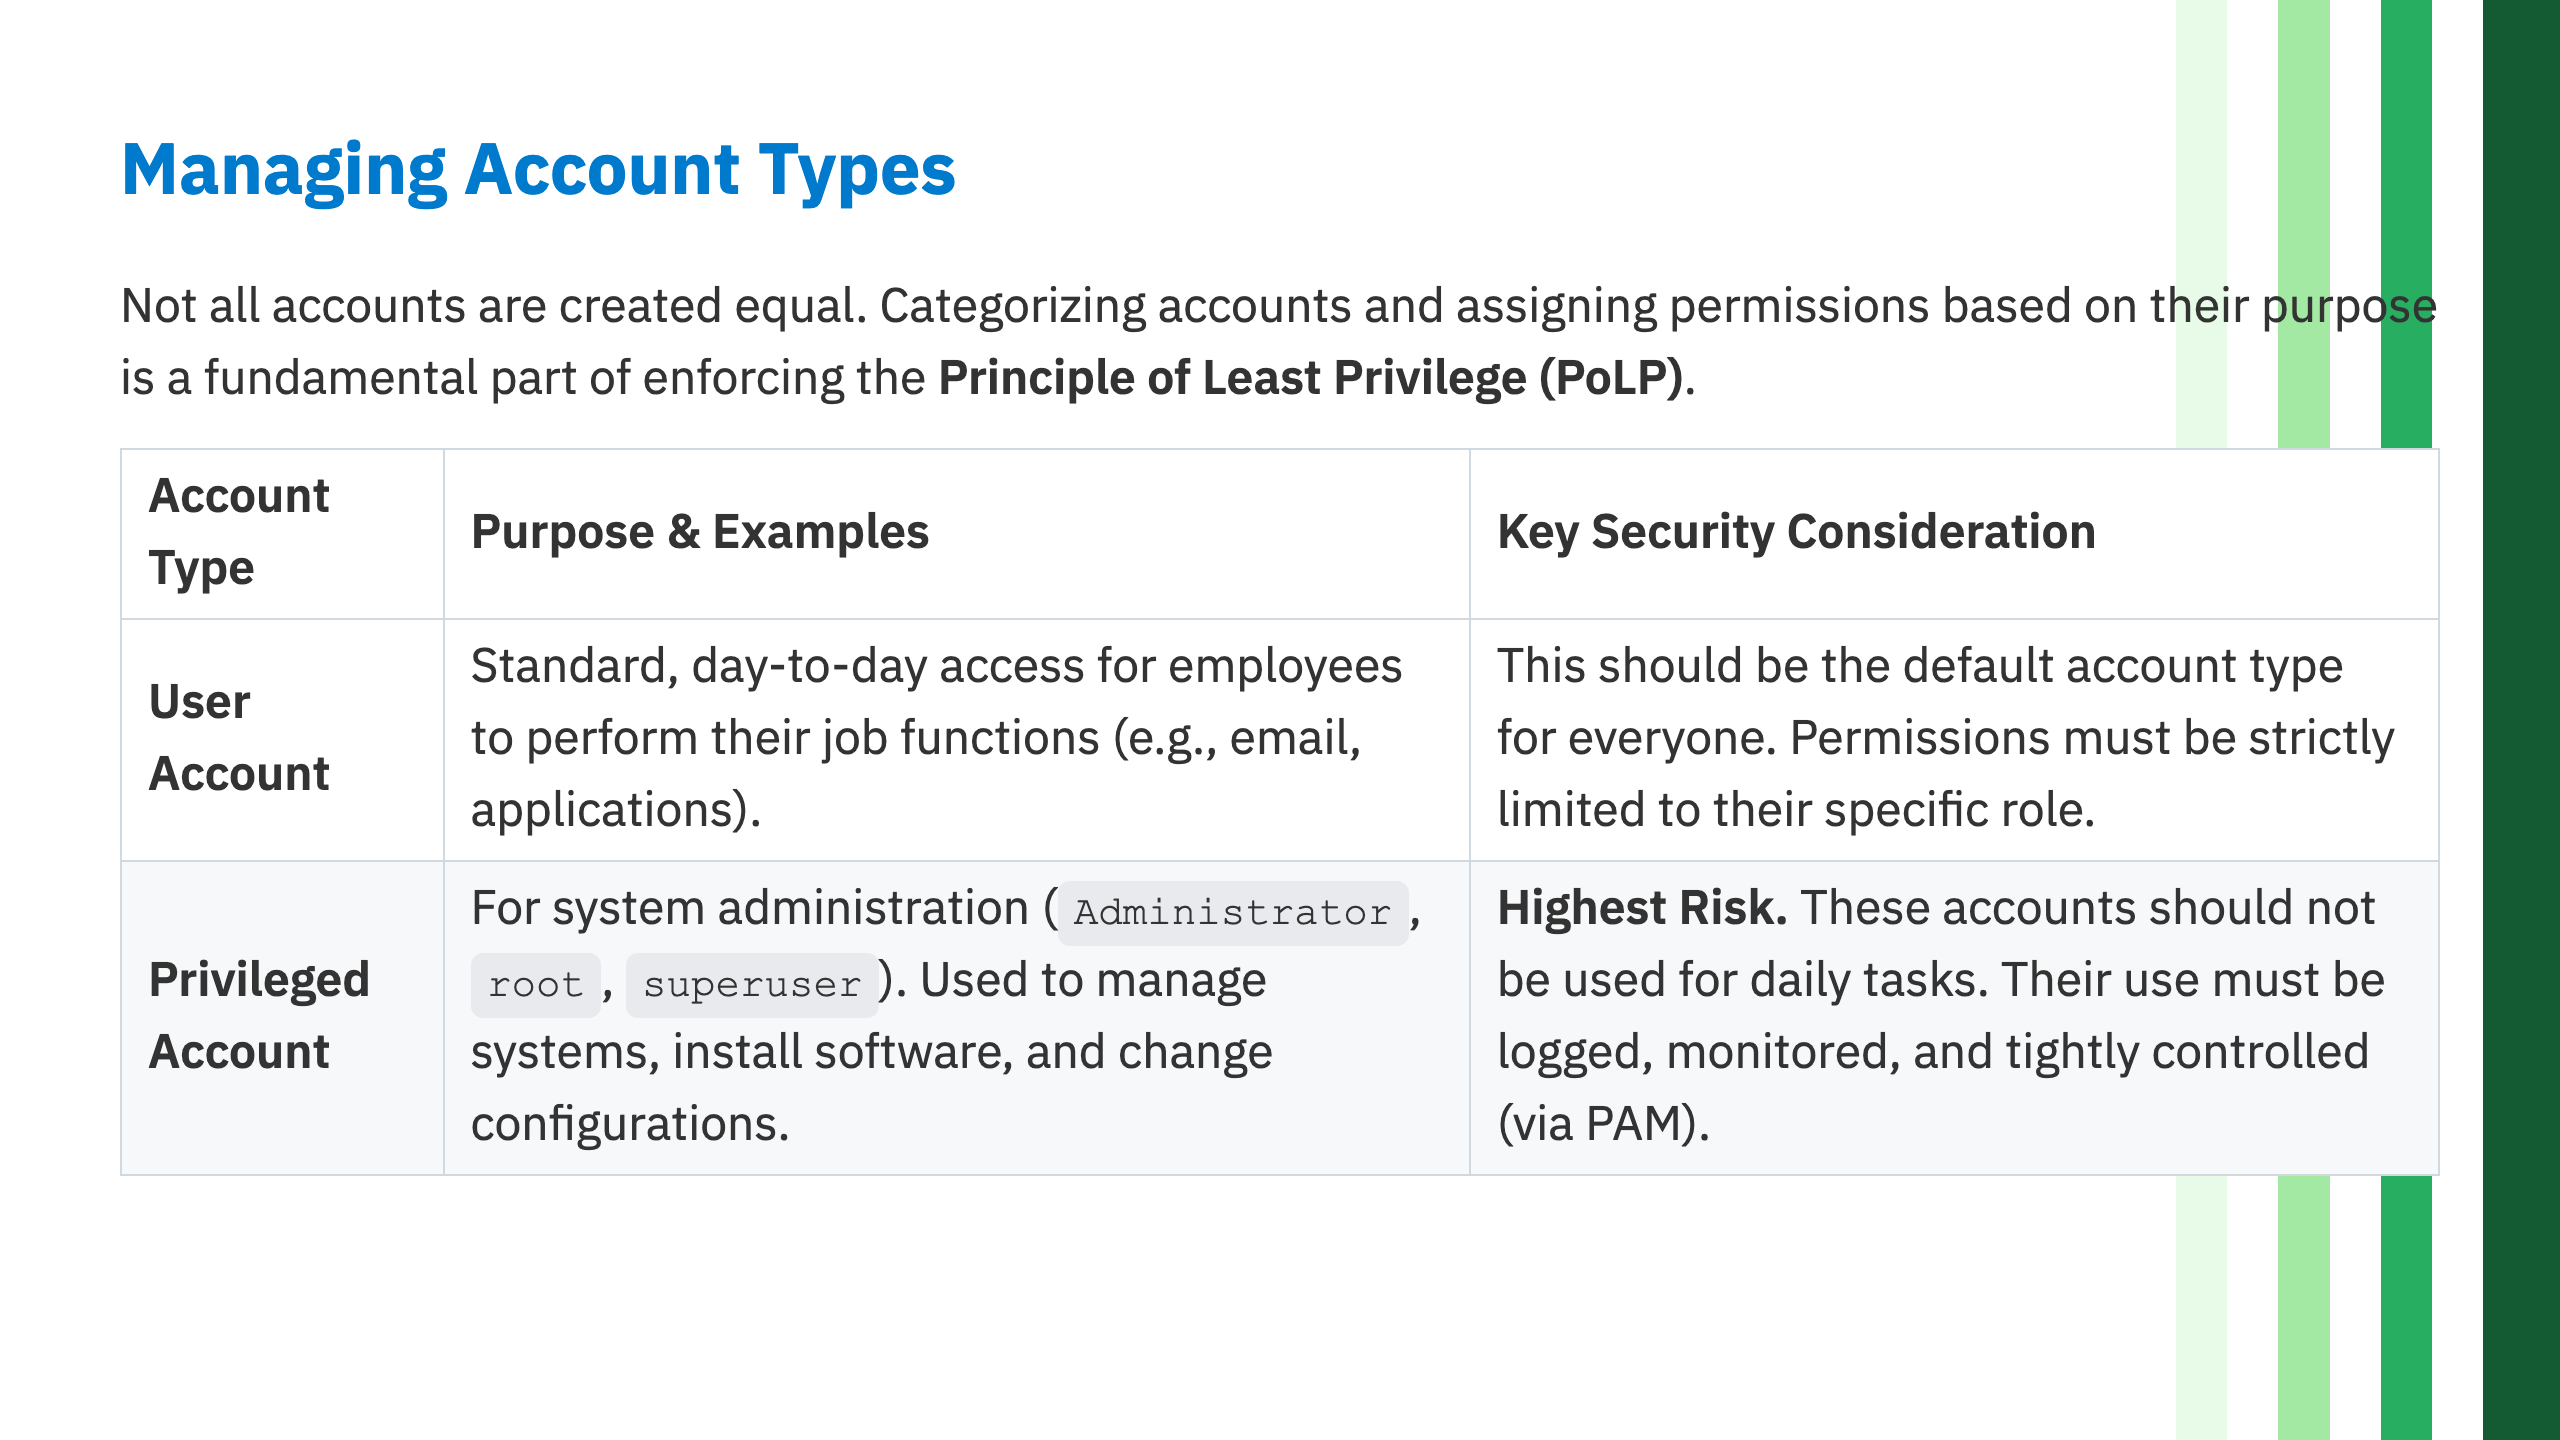 Managing Account Types
Not all accounts are created equal. Categorizing accounts and assigning permissions based on their purpose
is a fundamental part of enforcing the Principle of Least Privilege (PoLP).
Account
Type
Purpose & Examples
Key Security Consideration
User
Account
Standard, day-to-day access for employees
to perform their job functions (e.g., email,
applications).
This should be the default account type
for everyone. Permissions must be strictly
limited to their specific role.
Privileged
Account
For system administration (Administrator,
root, superuser). Used to manage
systems, install software, and change
configurations.
Highest Risk. These accounts should not
be used for daily tasks. Their use must be
logged, monitored, and tightly controlled
(via PAM).